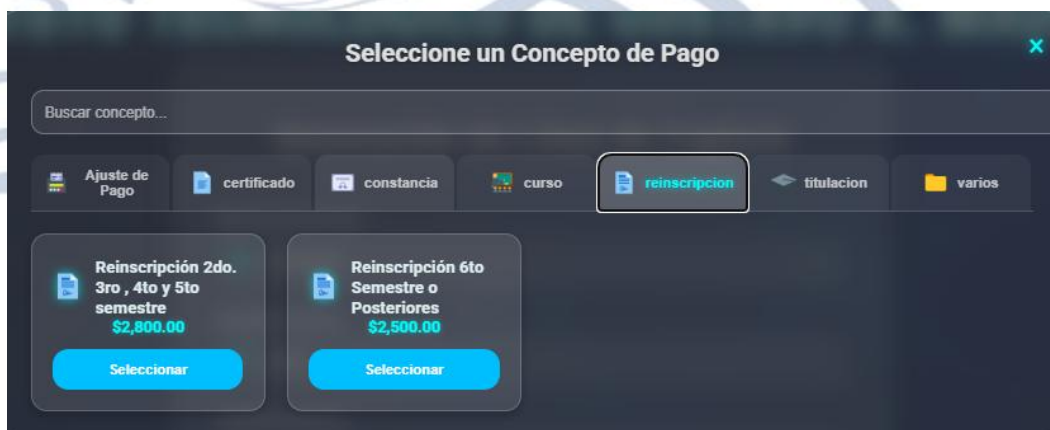 Seleccione un Concepto de Pago
×
Buscar concepto...
Ajuste de
Pago
certificado
constancia
curso
reinscripcion
titulacion
varios
Reinscripción 2do.
3ro , 4to y 5to
semestre
$2,800.00
Seleccionar
Reinscripción 6to
Semestre o
Posteriores
$2,500.00
Seleccionar